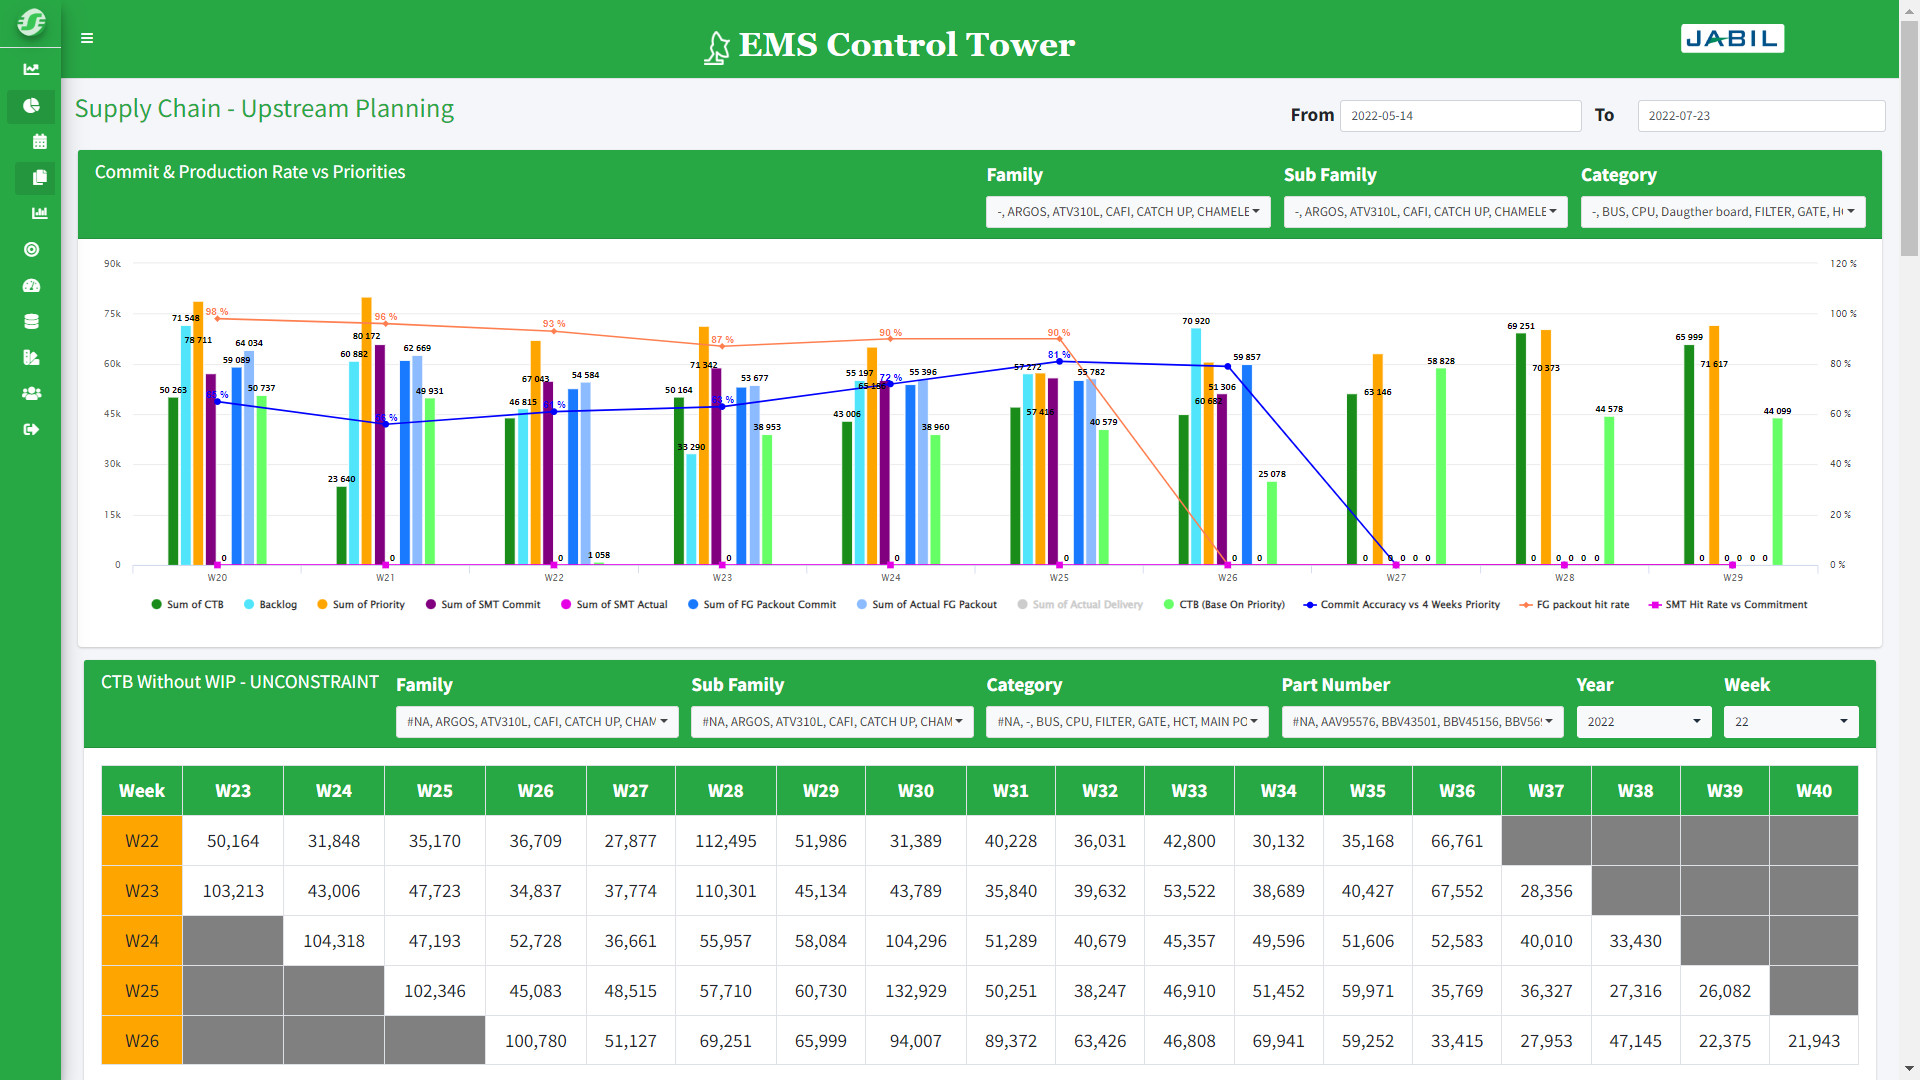 EMS Control Tower
JABIL
Supply Chain - Upstream Planning
From 2022-05-14 To 2022-07-23
Commit & Production Rate vs Priorities
Family Sub Family Category
-, ARGOS, ATV310L, CAFI, CATCH UP, CHAMELE -, ARGOS, ATV310L, CAFI, CATCH UP, CHAMELE -, BUS, CPU, Daugther board, FILTER, GATE, H
90k 120 %
75k 100 %
60k 80 %
45k 60 %
30k 40 %
15k 20 %
0 0 %
50 263 71 548 78 711 98 % 59 089 64 034 50 737 0
23 640 60 882 80 172 96 % 62 669 49 931 0
46 815 67 043 93 % 54 584 1 058 0
50 164 33 290 71 342 87 % 53 677 38 953 0
43 006 55 197 65 186 90 % 72 % 55 396 38 960 0
57 272 57 416 90 % 81 % 55 782 40 579 0
70 920 60 682 51 306 59 857 25 078 0 0
63 146 58 828 0 0 0 0 0
69 251 70 373 44 578 0 0 0 0
65 999 71 617 44 099 0 0 0 0
W20 W21 W22 W23 W24 W25 W26 W27 W28 W29
Sum of CTB Backlog Sum of Priority Sum of SMT Commit Sum of SMT Actual Sum of FG Packout Commit Sum of Actual FG Packout Sum of Actual Delivery CTB (Base On Priority) Commit Accuracy vs 4 Weeks Priority FG packout hit rate SMT Hit Rate vs Commitment
CTB Without WIP - UNCONSTRAINT Family Sub Family Category Part Number Year Week
#NA, ARGOS, ATV310L, CAFI, CATCH UP, CHAM #NA, ARGOS, ATV310L, CAFI, CATCH UP, CHAM #NA, -, BUS, CPU, FILTER, GATE, HCT, MAIN PO #NA, AAV95576, BBV43501, BBV45156, BBV56 2022 22
Week W23 W24 W25 W26 W27 W28 W29 W30 W31 W32 W33 W34 W35 W36 W37 W38 W39 W40
W22 50,164 31,848 35,170 36,709 27,877 112,495 51,986 31,389 40,228 36,031 42,800 30,132 35,168 66,761
W23 103,213 43,006 47,723 34,837 37,774 110,301 45,134 43,789 35,840 39,632 53,522 38,689 40,427 67,552 28,356
W24 104,318 47,193 52,728 36,661 55,957 58,084 104,296 51,289 40,679 45,357 49,596 51,606 52,583 40,010 33,430
W25 102,346 45,083 48,515 57,710 60,730 132,929 50,251 38,247 46,910 51,452 59,971 35,769 36,327 27,316 26,082
W26 100,780 51,127 69,251 65,999 94,007 89,372 63,426 46,808 69,941 59,252 33,415 27,953 47,145 22,375 21,943